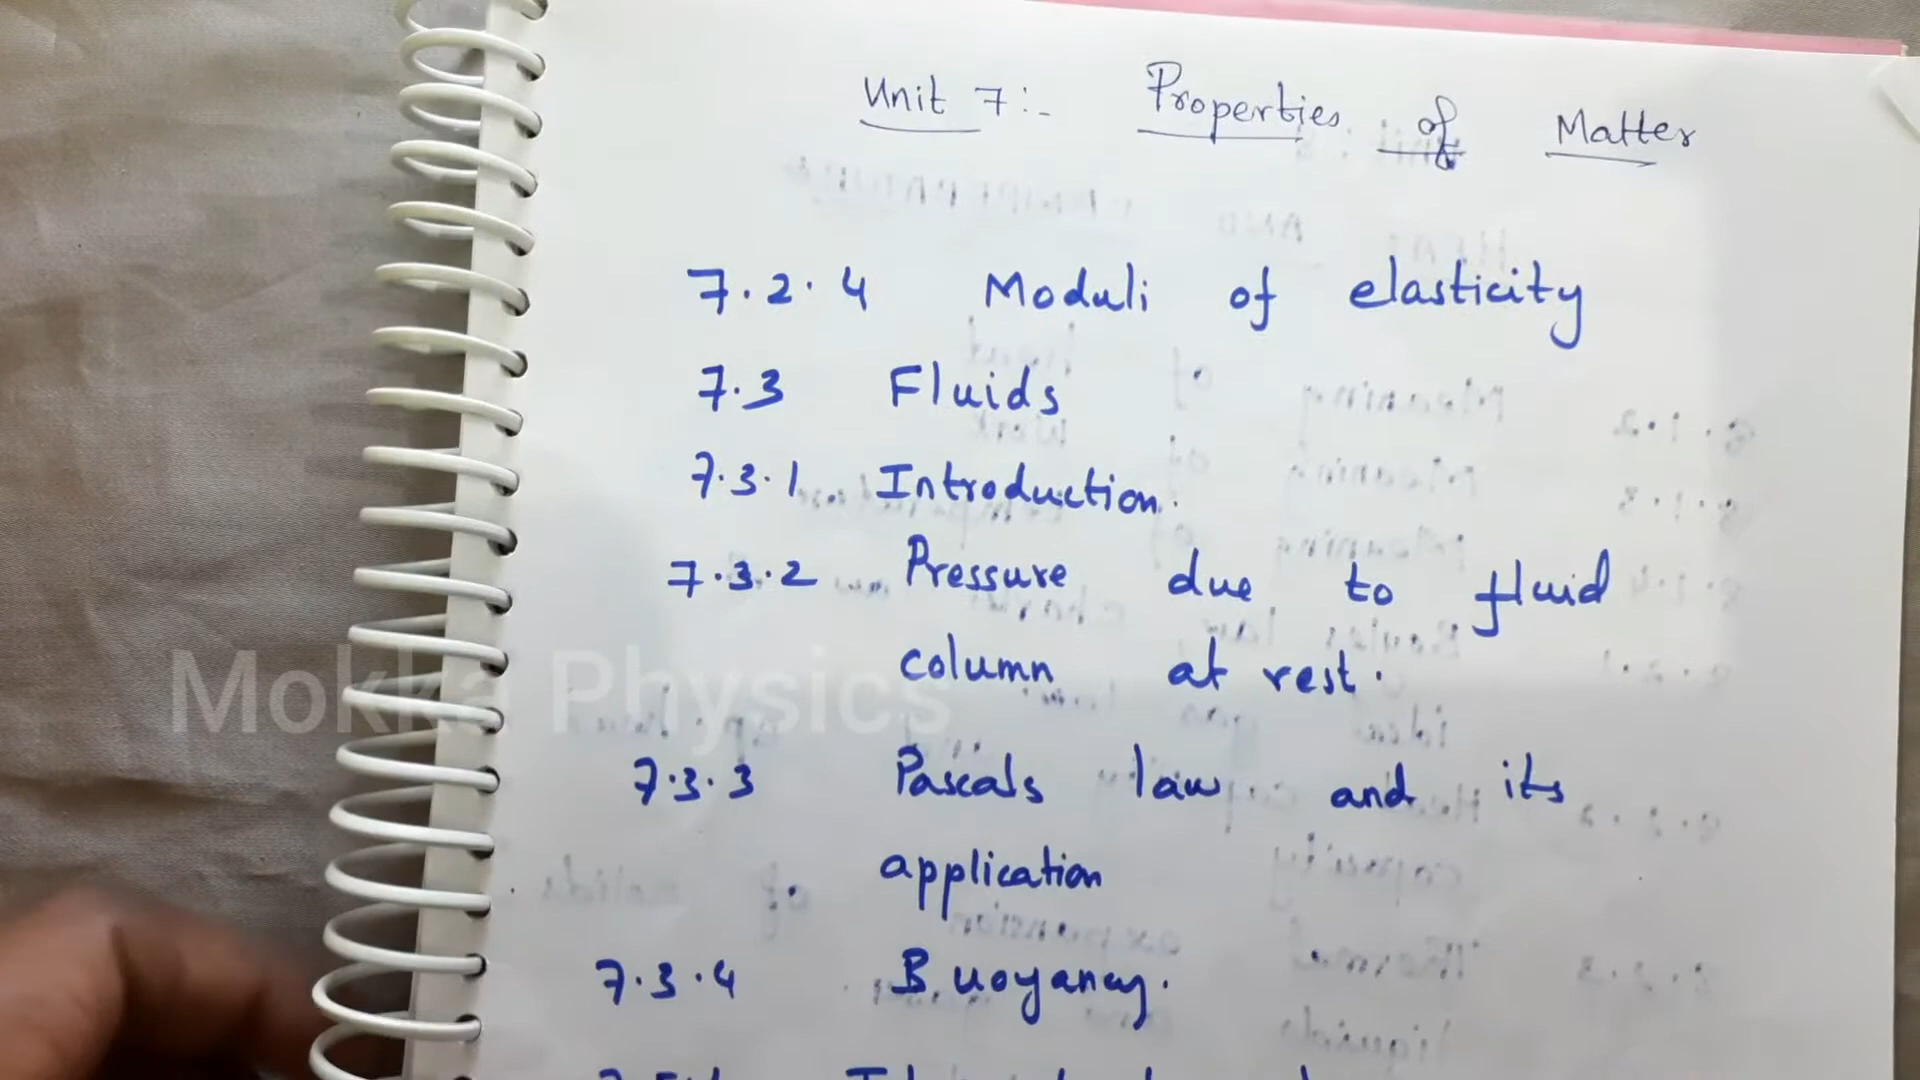 Unit 7:- Properties of Matter
7.2.4 Moduli of elasticity
7.3 Fluids
7.3.1. Introduction.
7.3.2 Pressure due to fluid
column at rest.
Mokka Physics
7.3.3 Pascals law and its
application
7.3.4 Buoyancy.